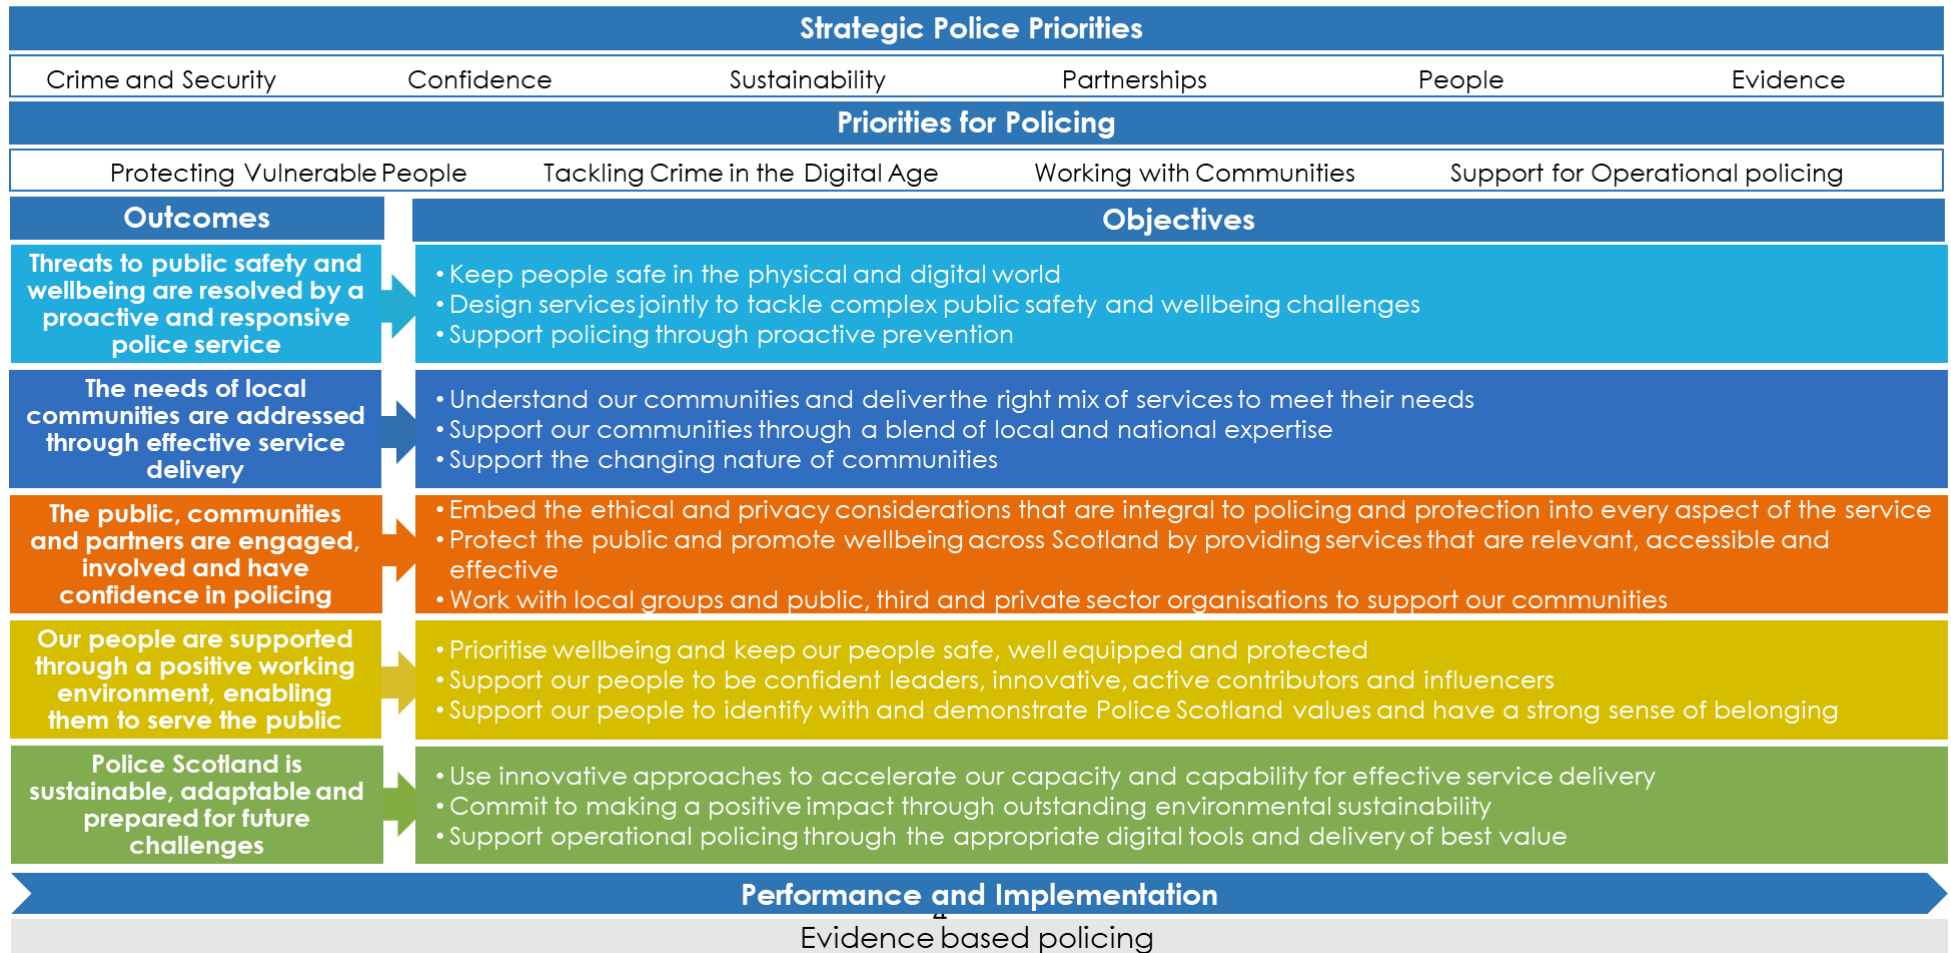 Strategic Police Priorities
Crime and Security Confidence Sustainability Partnerships People Evidence
Priorities for Policing
Protecting Vulnerable People Tackling Crime in the Digital Age Working with Communities Support for Operational policing
Outcomes
Objectives
Threats to public safety and
wellbeing are resolved by a
proactive and responsive
police service
• Keep people safe in the physical and digital world
• Design services jointly to tackle complex public safety and wellbeing challenges
• Support policing through proactive prevention
The needs of local
communities are addressed
through effective service
delivery
• Understand our communities and deliver the right mix of services to meet their needs
• Support our communities through a blend of local and national expertise
• Support the changing nature of communities
The public, communities
and partners are engaged,
involved and have
confidence in policing
• Embed the ethical and privacy considerations that are integral to policing and protection into every aspect of the service
• Protect the public and promote wellbeing across Scotland by providing services that are relevant, accessible and
effective
• Work with local groups and public, third and private sector organisations to support our communities
Our people are supported
through a positive working
environment, enabling
them to serve the public
• Prioritise wellbeing and keep our people safe, well equipped and protected
• Support our people to be confident leaders, innovative, active contributors and influencers
• Support our people to identify with and demonstrate Police Scotland values and have a strong sense of belonging
Police Scotland is
sustainable, adaptable and
prepared for future
challenges
• Use innovative approaches to accelerate our capacity and capability for effective service delivery
• Commit to making a positive impact through outstanding environmental sustainability
• Support operational policing through the appropriate digital tools and delivery of best value
Performance and Implementation
Evidence based policing